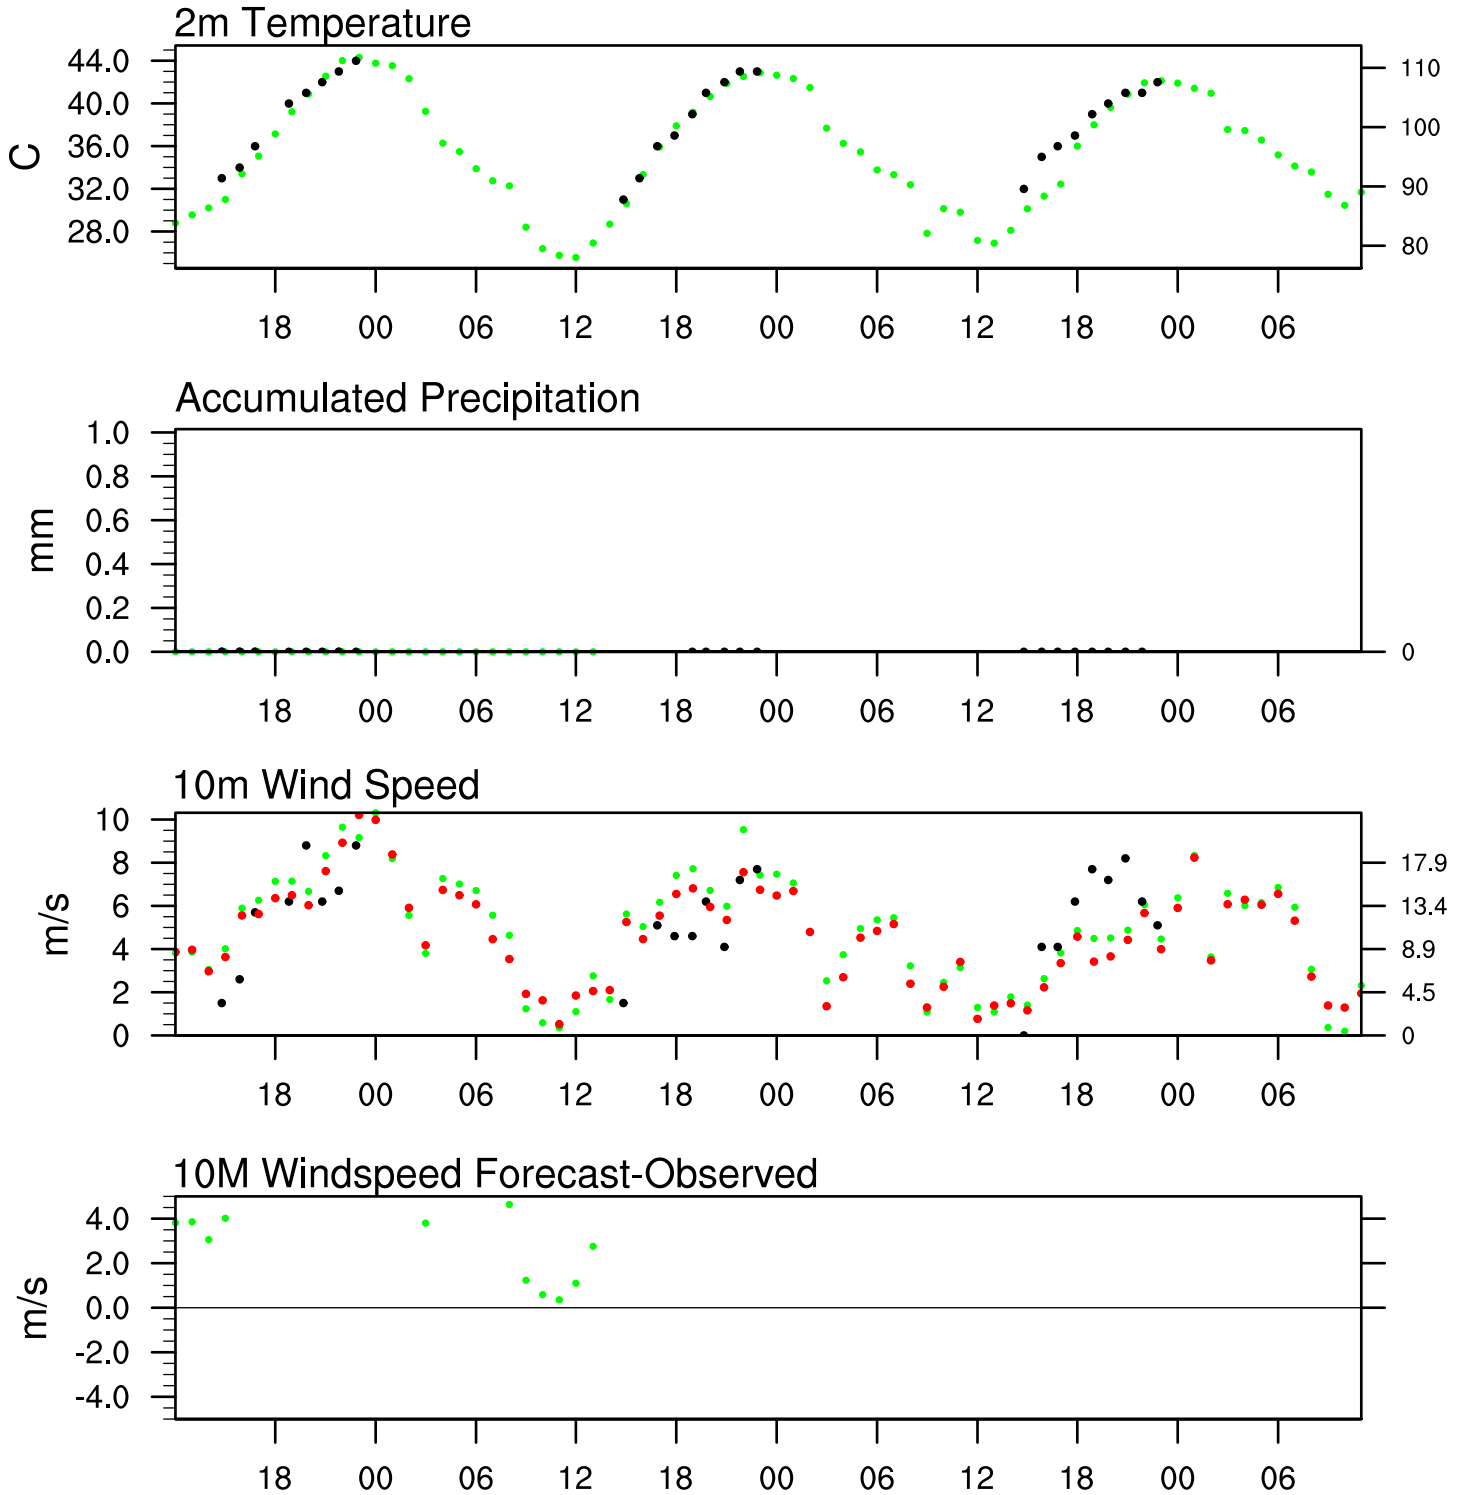 2m Temperature
44.0
40.0
36.0
32.0
28.0
C
110
100
90
80
18 00 06 12 18 00 06 12 18 00 06
Accumulated Precipitation
1.0
0.8
0.6
0.4
0.2
0.0
mm
0
18 00 06 12 18 00 06 12 18 00 06
10m Wind Speed
10
8
6
4
2
0
m/s
17.9
13.4
8.9
4.5
0
18 00 06 12 18 00 06 12 18 00 06
10M Windspeed Forecast-Observed
4.0
2.0
0.0
-2.0
-4.0
m/s
18 00 06 12 18 00 06 12 18 00 06